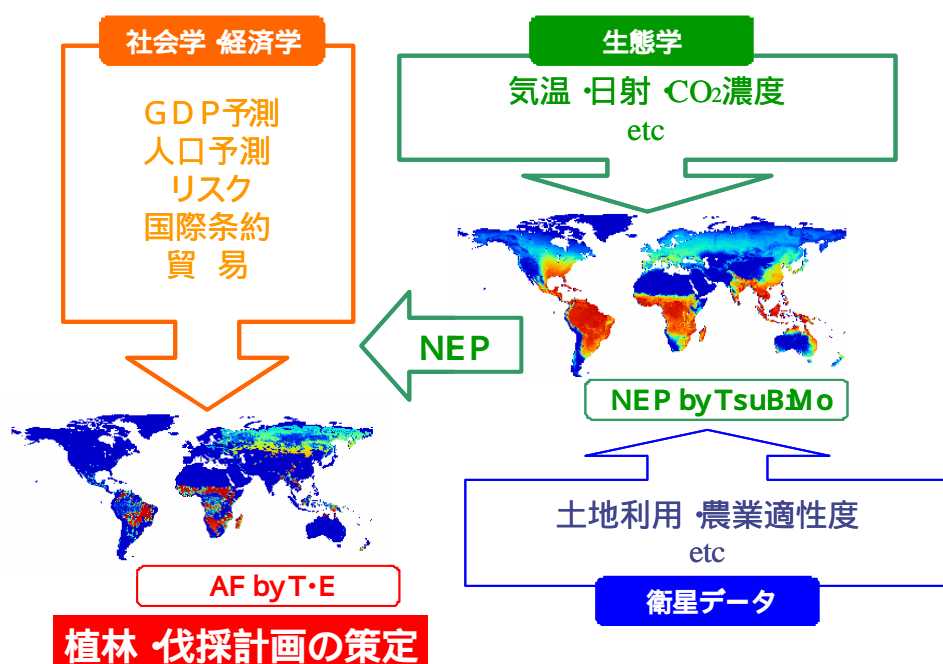 社会学・経済学
GDP予測
人口予測
リスク
国際条約
貿 易
生態学
気温・日射・CO₂濃度
etc
NEP
NEP by TsuBiMo
土地利用・農業適性度
etc
衛星データ
AF by T・E
植林・伐採計画の策定